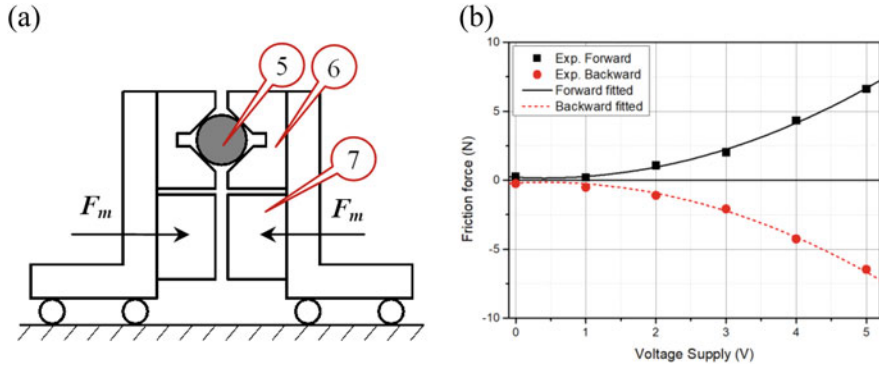 (a)
5
6
7
F_m
F_m
(b)
10
5
0
-5
-10
Friction force (N)
Exp. Forward
Exp. Backward
Forward fitted
Backward fitted
0
1
2
3
4
5
Voltage Supply (V)